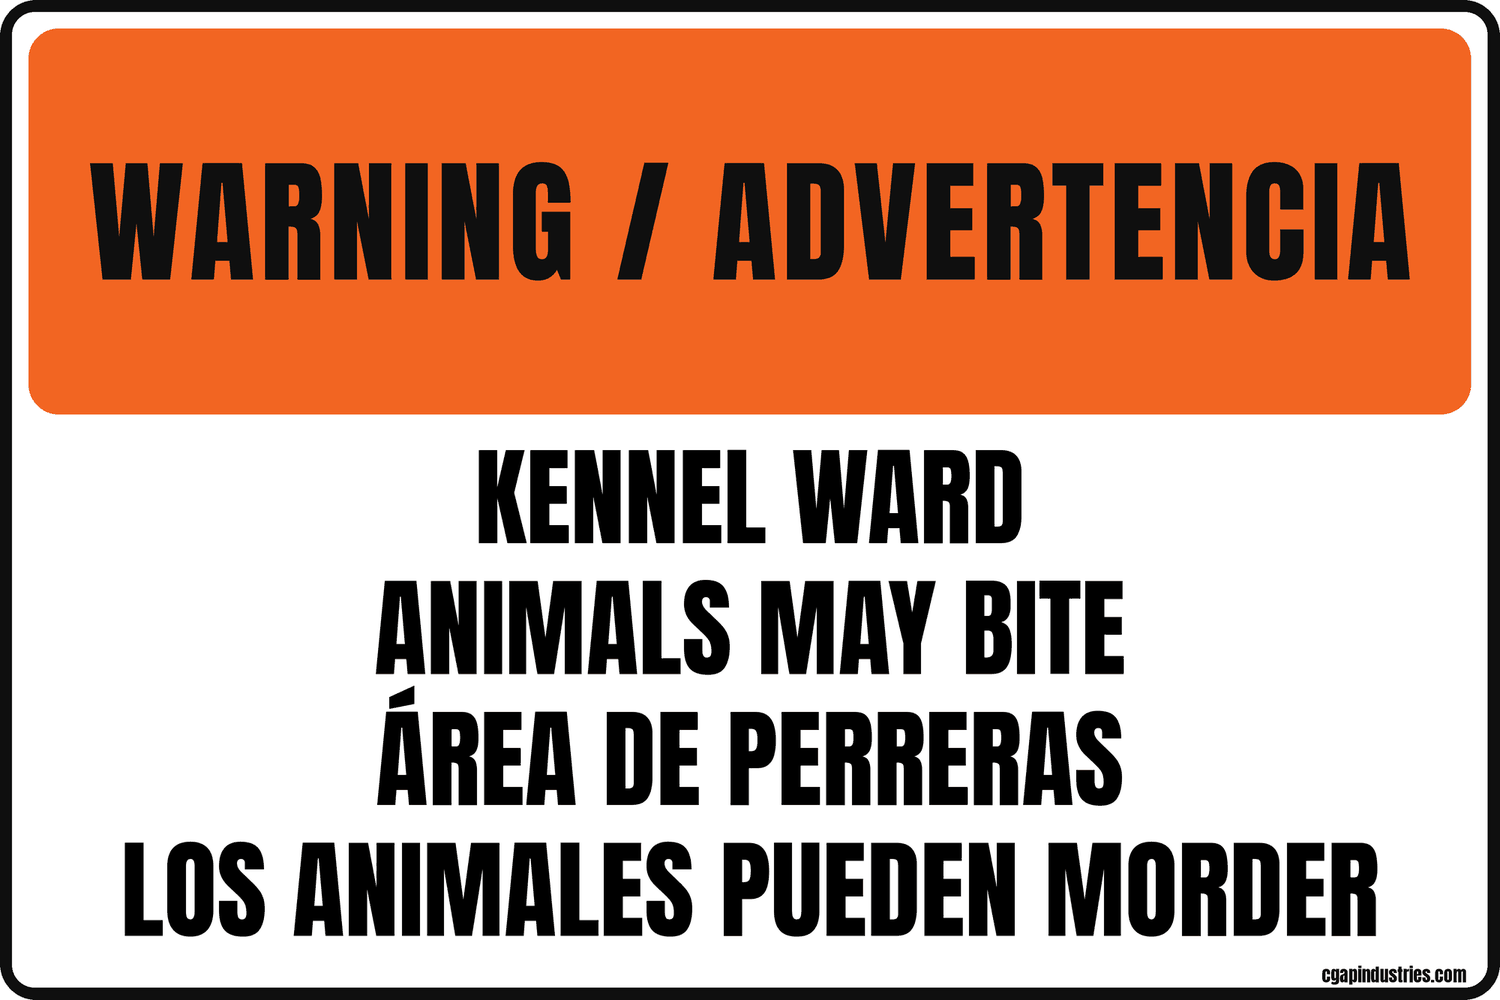 WARNING / ADVERTENCIA
KENNEL WARD
ANIMALS MAY BITE
ÁREA DE PERRERAS
LOS ANIMALES PUEDEN MORDER
cgapindustries.com